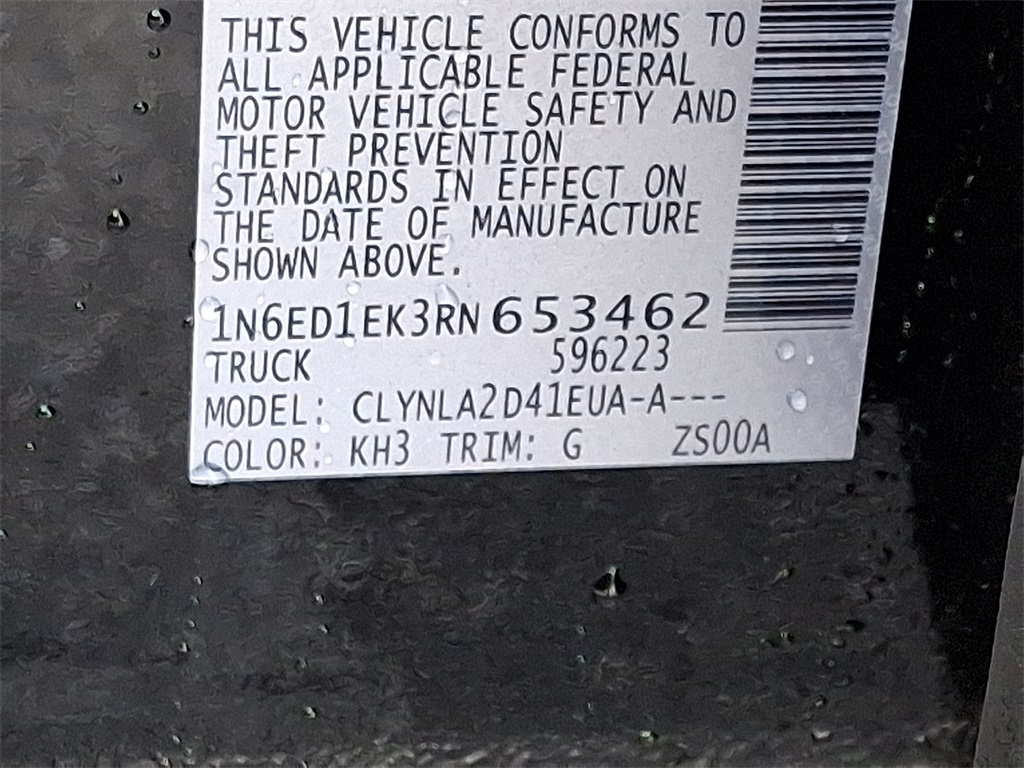 THIS VEHICLE CONFORMS TO
ALL APPLICABLE FEDERAL
MOTOR VEHICLE SAFETY AND
THEFT PREVENTION
STANDARDS IN EFFECT ON
THE DATE OF MANUFACTURE
SHOWN ABOVE.
1N6ED1EK3RN653462
TRUCK 596223
MODEL: CLYNLA2D41EUA-A---
COLOR: KH3 TRIM: G ZS00A